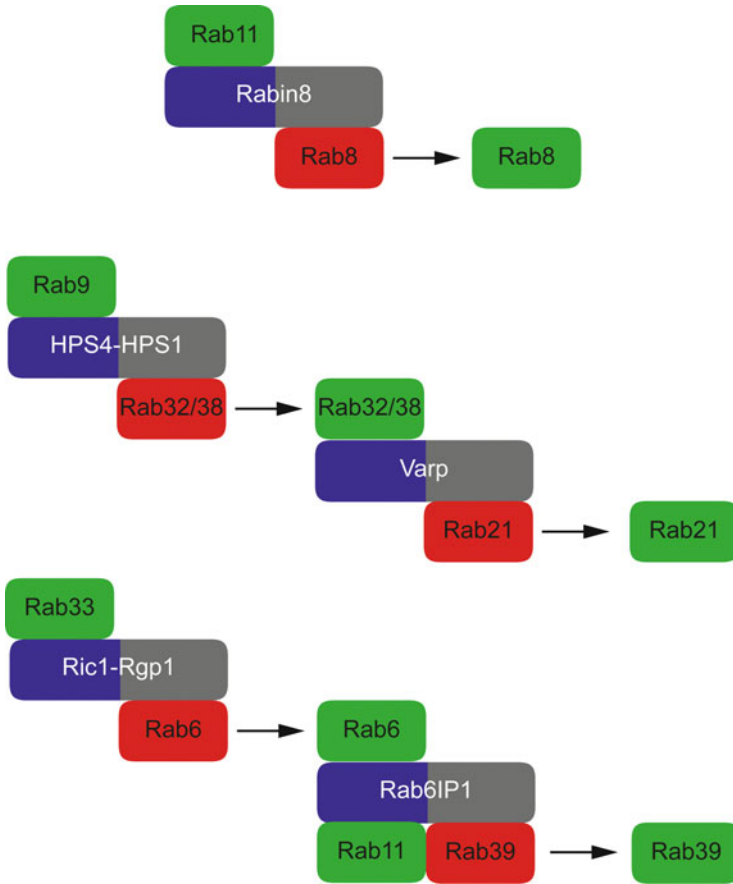 Rab11
Rabin8
Rab8 Rab8
Rab9
HPS4-HPS1
Rab32/38 Rab32/38
Varp
Rab21 Rab21
Rab33
Ric1-Rgp1
Rab6 Rab6
Rab6IP1
Rab11 Rab39 Rab39